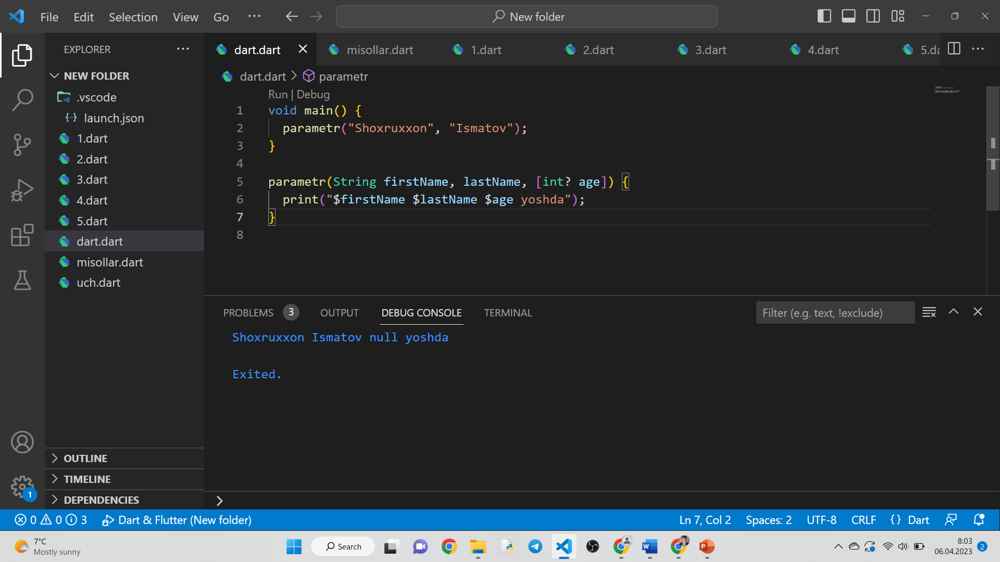 File Edit Selection View Go ··· New folder
EXPLORER ···
NEW FOLDER
.vscode
launch.json
1.dart
2.dart
3.dart
4.dart
5.dart
dart.dart
misollar.dart
uch.dart
OUTLINE
TIMELINE
DEPENDENCIES
1
dart.dart misollar.dart 1.dart 2.dart 3.dart 4.dart 5.da ···
dart.dart > parametr
Run | Debug
1 void main() {
2 parametr("Shoxruxxon", "Ismatov");
3 }
4
5 parametr(String firstName, lastName, [int? age]) {
6 print("$firstName $lastName $age yoshda");
7 }
8
PROBLEMS 3 OUTPUT DEBUG CONSOLE TERMINAL Filter (e.g. text, !exclude)
Shoxruxxon Ismatov null yoshda
Exited.
0 0 3 Dart & Flutter (New folder) Ln 7, Col 2 Spaces: 2 UTF-8 CRLF {} Dart
7°C
Mostly sunny
Search
8:03
06.04.2023
2